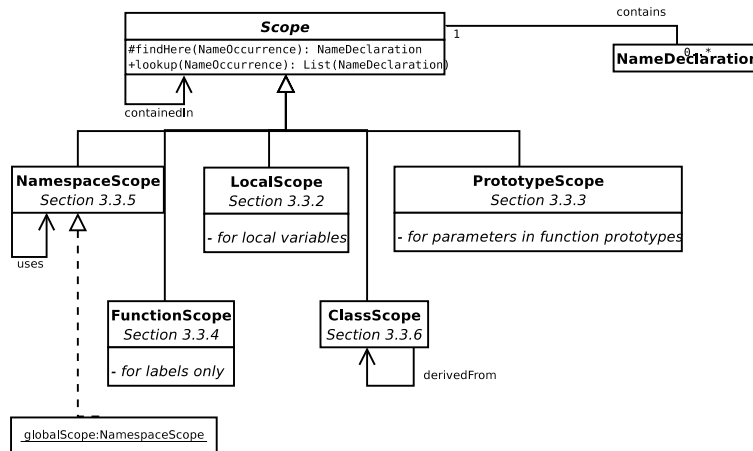 contains
Scope
1
0..*
#findHere(NameOccurrence): NameDeclaration
+lookup(NameOccurrence): List(NameDeclaration)
NameDeclaration
containedIn
NamespaceScope
Section 3.3.5
LocalScope
Section 3.3.2
- for local variables
PrototypeScope
Section 3.3.3
- for parameters in function prototypes
uses
FunctionScope
Section 3.3.4
- for labels only
ClassScope
Section 3.3.6
derivedFrom
globalScope:NamespaceScope